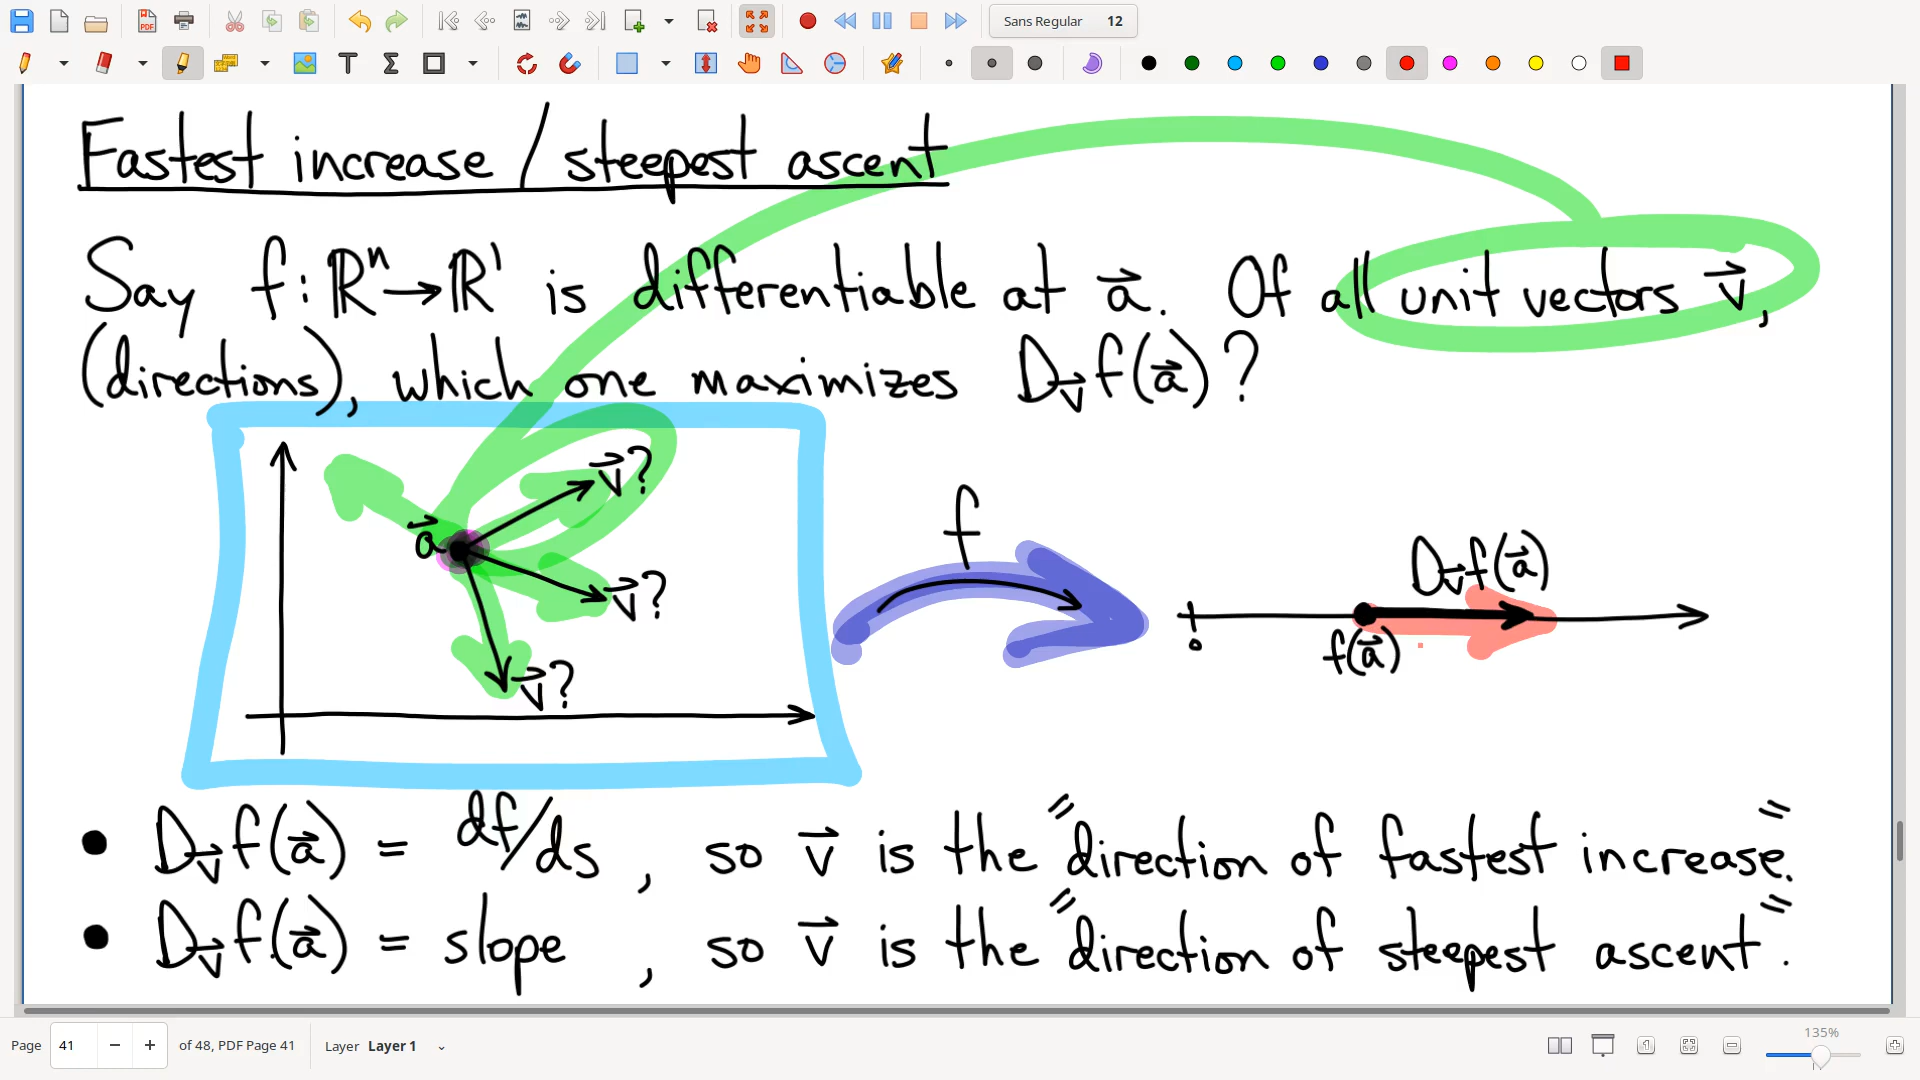 Sans Regular 12
Fastest increase / steepest ascent
Say f: ℝⁿ→ℝ¹ is differentiable at a⃗. Of all unit vectors v⃗,
(directions), which one maximizes D_v⃗ f(a⃗)?
v⃗?
a⃗
v⃗?
v⃗?
f
D_v⃗ f(a⃗)
0
f(a⃗)
• D_v⃗ f(a⃗) = df/ds, so v⃗ is the "direction of fastest increase."
• D_v⃗ f(a⃗) = slope, so v⃗ is the "direction of steepest ascent".
Page 41 − + of 48, PDF Page 41 Layer Layer 1
135%